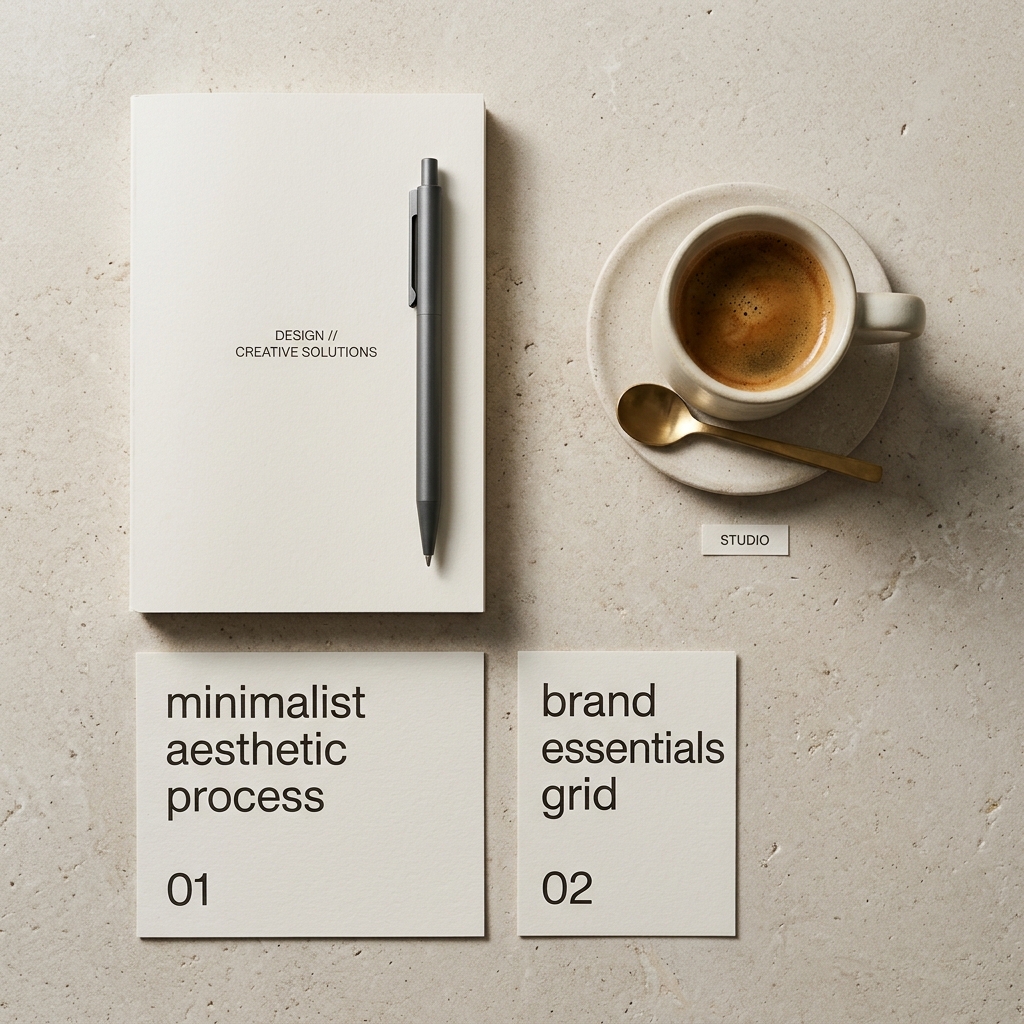 DESIGN //
CREATIVE SOLUTIONS
STUDIO
minimalist
aesthetic
process
01
brand
essentials
grid
02